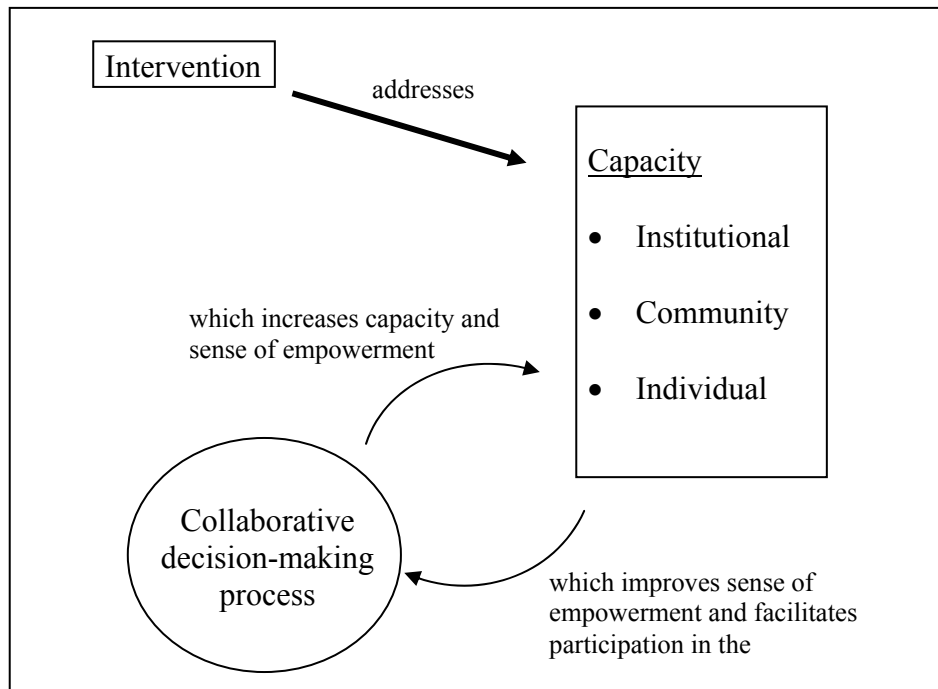 Intervention
addresses
Capacity
• Institutional
• Community
• Individual
which increases capacity and
sense of empowerment
Collaborative
decision-making
process
which improves sense of
empowerment and facilitates
participation in the